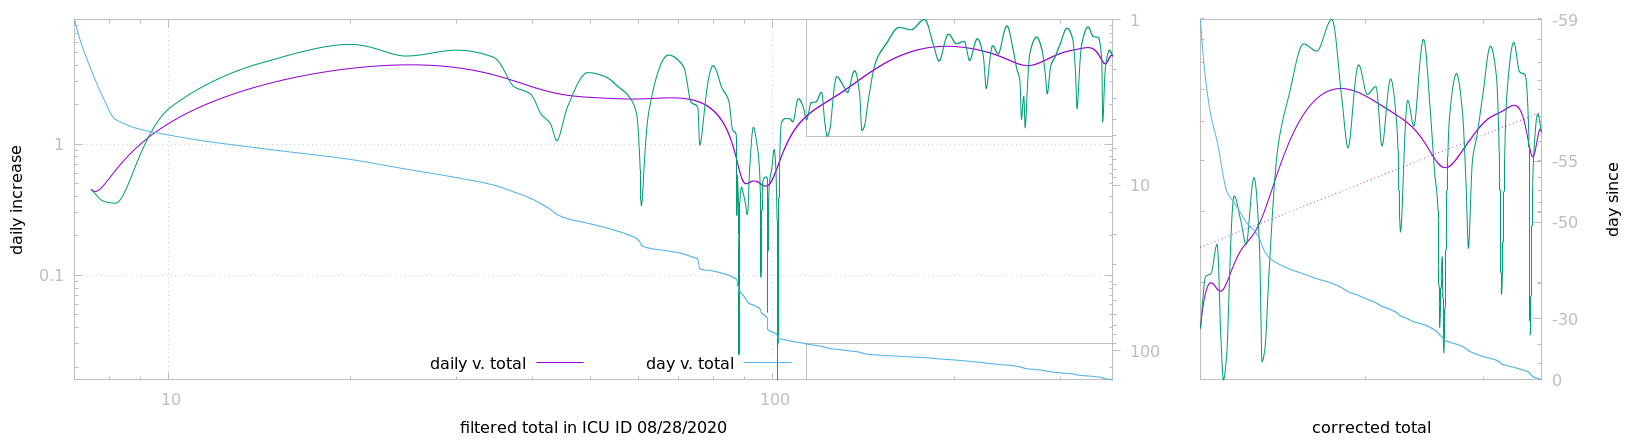 1
-59
daily increase
1
0.1
10
100
-55
-50
-30
0
day since
daily v. total
day v. total
10
100
filtered total in ICU ID 08/28/2020
corrected total